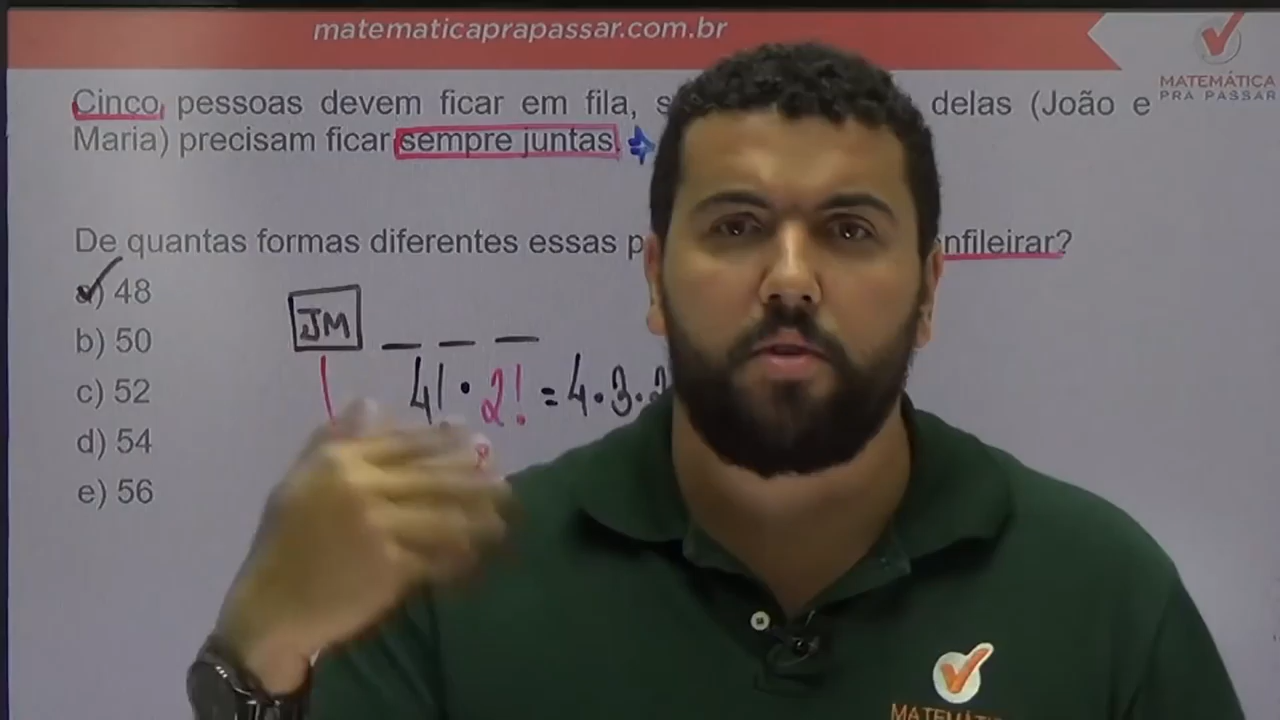 matematicaprapassar.com.br
MATEMÁTICA
PRA PASSAR
Cinco pessoas devem ficar em fila, delas (João e
Maria) precisam ficar sempre juntas.
De quantas formas diferentes essas enfileirar?
a) 48
JM
b) 50
c) 52
4! · 2! = 4 · 3 · 2
d) 54
e) 56